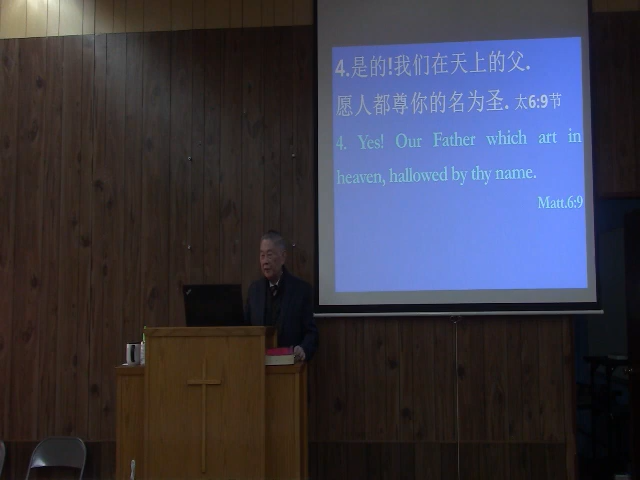 4.是的!我们在天上的父.
愿人都尊你的名为圣. 太6:9节
4. Yes! Our Father which art in
heaven, hallowed by thy name.
Matt.6:9